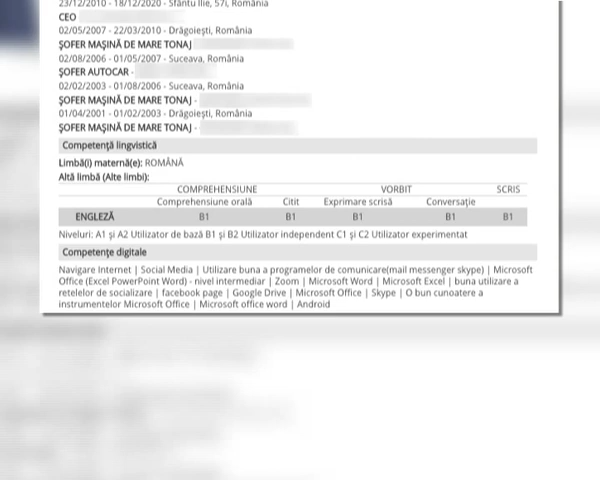 23/12/2010 - 18/12/2020 - Sfântu Ilie, 57i, România
CEO
02/05/2007 - 22/03/2010 - Drăgoiești, România
ȘOFER MAȘINĂ DE MARE TONAJ
02/08/2006 - 01/05/2007 - Suceava, România
ȘOFER AUTOCAR -
02/02/2003 - 01/08/2006 - Suceava, România
ȘOFER MAȘINĂ DE MARE TONAJ -
01/04/2001 - 01/02/2003 - Drăgoiești, România
ȘOFER MAȘINĂ DE MARE TONAJ -
Competență lingvistică
Limbă(i) maternă(e): ROMÂNĂ
Altă limbă (Alte limbi):
COMPREHENSIUNE VORBIT SCRIS
Comprehensiune orală Citit Exprimare scrisă Conversație
ENGLEZĂ B1 B1 B1 B1 B1
Niveluri: A1 și A2 Utilizator de bază B1 și B2 Utilizator independent C1 și C2 Utilizator experimentat
Competențe digitale
Navigare Internet | Social Media | Utilizare buna a programelor de comunicare(mail messenger skype) | Microsoft
Office (Excel PowerPoint Word) - nivel intermediar | Zoom | Microsoft Word | Microsoft Excel | buna utilizare a
retelelor de socializare | facebook page | Google Drive | Microsoft Office | Skype | O bun cunoatere a
instrumentelor Microsoft Office | Microsoft office word | Android